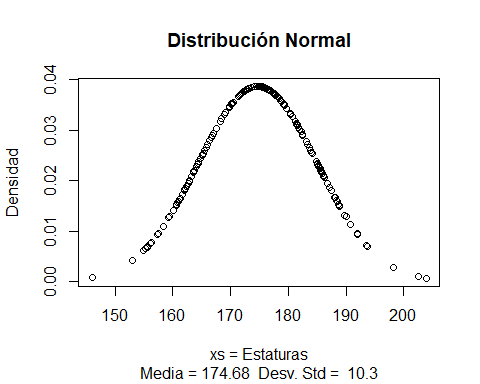 Distribución Normal
Densidad
0.04
0.03
0.02
0.01
0.00
150 160 170 180 190 200
xs = Estaturas
Media = 174.68 Desv. Std = 10.3